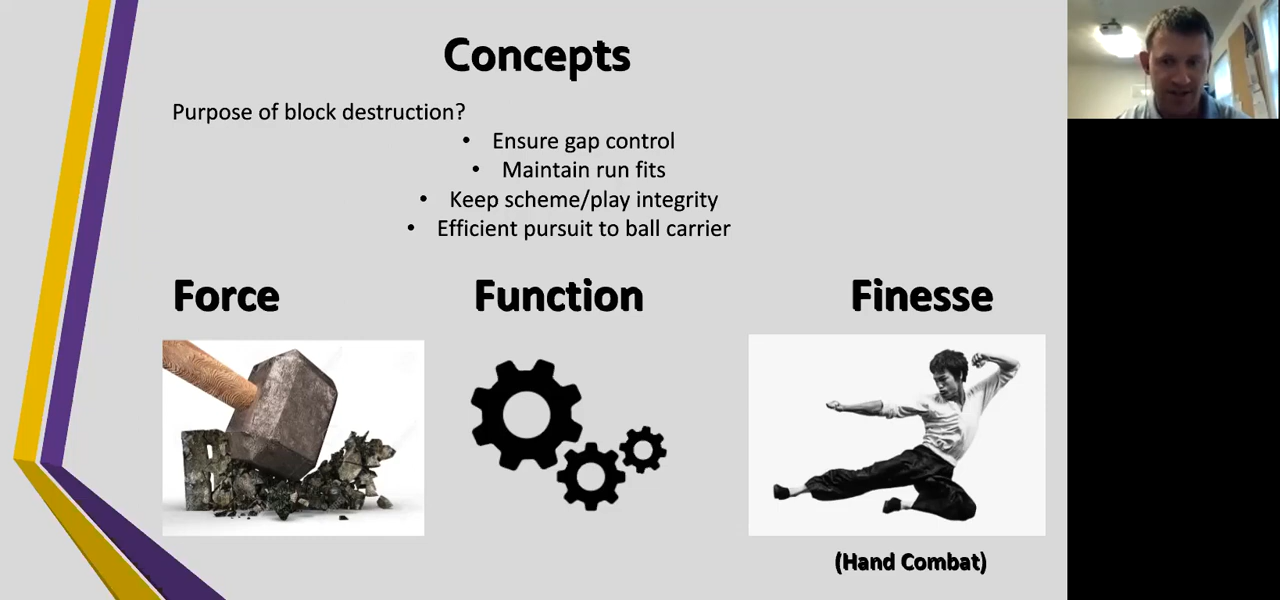 Concepts
Purpose of block destruction?
• Ensure gap control
• Maintain run fits
• Keep scheme/play integrity
• Efficient pursuit to ball carrier
Force
Function
Finesse
(Hand Combat)